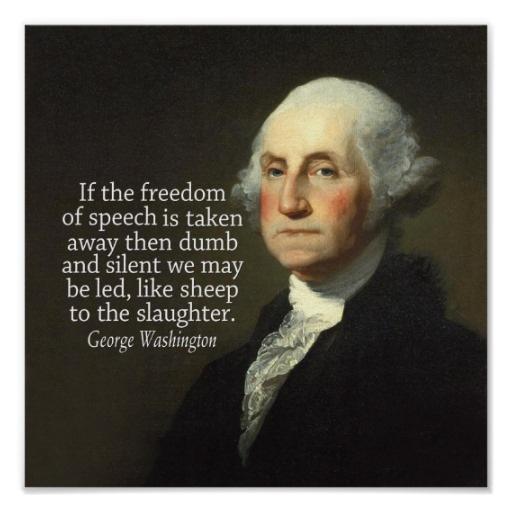 If the freedom
of speech is taken
away then dumb
and silent we may
be led, like sheep
to the slaughter.
George Washington